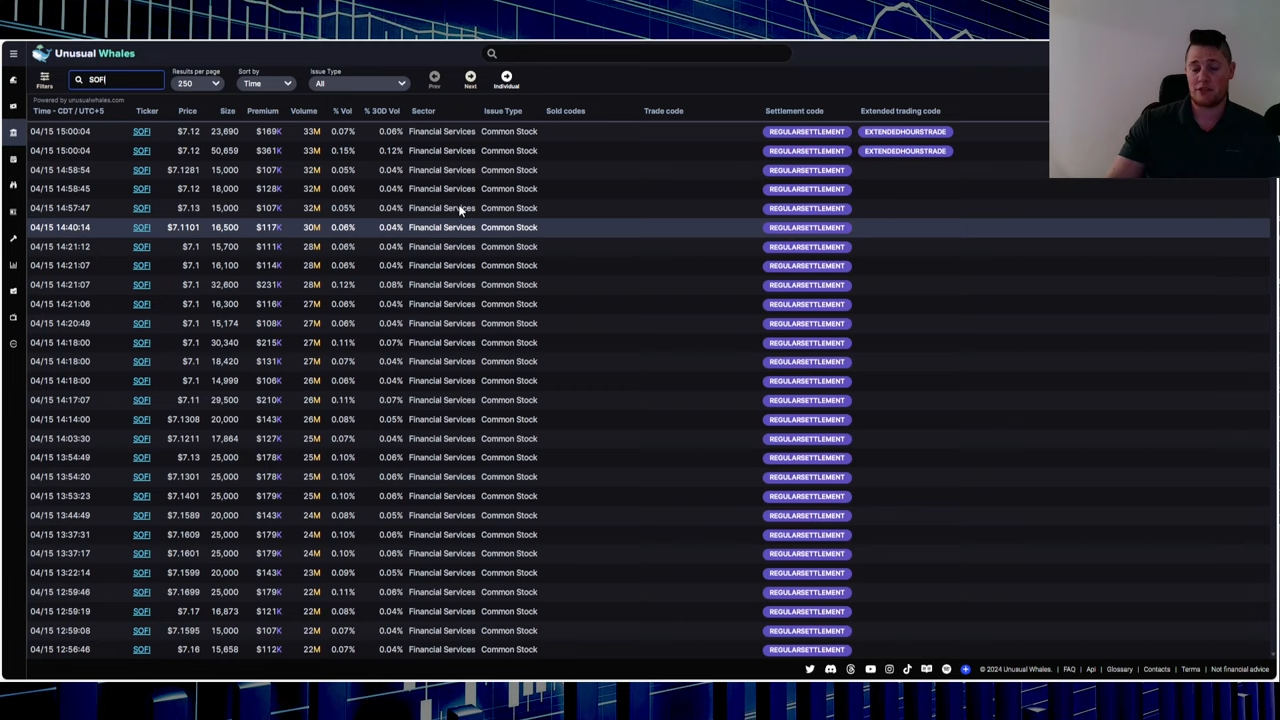 Unusual Whales
Filters
SOFI
Results per page
250
Sort by
Time
Issue Type
All
Prev
Next
Individual
Powered by unusualwhales.com
Time - CDT / UTC+5 Ticker Price Size Premium Volume % Vol % 30D Vol Sector Issue Type Sold codes Trade code Settlement code Extended trading code
04/15 15:00:04 SOFI $7.12 23,690 $169K 33M 0.07% 0.06% Financial Services Common Stock REGULARSETTLEMENT EXTENDEDHOURSTRADE
04/15 15:00:04 SOFI $7.12 50,659 $361K 33M 0.15% 0.12% Financial Services Common Stock REGULARSETTLEMENT EXTENDEDHOURSTRADE
04/15 14:58:54 SOFI $7.1281 15,000 $107K 32M 0.05% 0.04% Financial Services Common Stock REGULARSETTLEMENT
04/15 14:58:45 SOFI $7.12 18,000 $128K 32M 0.06% 0.04% Financial Services Common Stock REGULARSETTLEMENT
04/15 14:57:47 SOFI $7.13 15,000 $107K 32M 0.05% 0.04% Financial Services Common Stock REGULARSETTLEMENT
04/15 14:40:14 SOFI $7.1101 16,500 $117K 30M 0.06% 0.04% Financial Services Common Stock REGULARSETTLEMENT
04/15 14:21:12 SOFI $7.1 15,700 $111K 28M 0.06% 0.04% Financial Services Common Stock REGULARSETTLEMENT
04/15 14:21:07 SOFI $7.1 16,100 $114K 28M 0.06% 0.04% Financial Services Common Stock REGULARSETTLEMENT
04/15 14:21:07 SOFI $7.1 32,600 $231K 28M 0.12% 0.08% Financial Services Common Stock REGULARSETTLEMENT
04/15 14:21:06 SOFI $7.1 16,300 $116K 27M 0.06% 0.04% Financial Services Common Stock REGULARSETTLEMENT
04/15 14:20:49 SOFI $7.1 15,174 $108K 27M 0.06% 0.04% Financial Services Common Stock REGULARSETTLEMENT
04/15 14:18:00 SOFI $7.1 30,340 $215K 27M 0.11% 0.07% Financial Services Common Stock REGULARSETTLEMENT
04/15 14:18:00 SOFI $7.1 18,420 $131K 27M 0.07% 0.04% Financial Services Common Stock REGULARSETTLEMENT
04/15 14:18:00 SOFI $7.1 14,999 $106K 26M 0.06% 0.04% Financial Services Common Stock REGULARSETTLEMENT
04/15 14:17:07 SOFI $7.11 29,500 $210K 26M 0.11% 0.07% Financial Services Common Stock REGULARSETTLEMENT
04/15 14:14:01 SOFI $7.1308 20,000 $143K 26M 0.08% 0.05% Financial Services Common Stock REGULARSETTLEMENT
04/15 14:03:30 SOFI $7.1211 17,864 $127K 25M 0.07% 0.04% Financial Services Common Stock REGULARSETTLEMENT
04/15 13:54:49 SOFI $7.13 25,000 $178K 25M 0.10% 0.06% Financial Services Common Stock REGULARSETTLEMENT
04/15 13:54:20 SOFI $7.1301 25,000 $178K 25M 0.10% 0.06% Financial Services Common Stock REGULARSETTLEMENT
04/15 13:53:23 SOFI $7.1401 25,000 $179K 25M 0.10% 0.06% Financial Services Common Stock REGULARSETTLEMENT
04/15 13:44:49 SOFI $7.1589 20,000 $143K 24M 0.08% 0.05% Financial Services Common Stock REGULARSETTLEMENT
04/15 13:37:31 SOFI $7.1609 25,000 $179K 24M 0.10% 0.06% Financial Services Common Stock REGULARSETTLEMENT
04/15 13:37:17 SOFI $7.1601 25,000 $179K 24M 0.10% 0.06% Financial Services Common Stock REGULARSETTLEMENT
04/15 13:22:14 SOFI $7.1599 20,000 $143K 23M 0.09% 0.05% Financial Services Common Stock REGULARSETTLEMENT
04/15 12:59:46 SOFI $7.1699 25,000 $179K 22M 0.11% 0.06% Financial Services Common Stock REGULARSETTLEMENT
04/15 12:59:19 SOFI $7.17 16,873 $121K 22M 0.08% 0.04% Financial Services Common Stock REGULARSETTLEMENT
04/15 12:59:08 SOFI $7.1595 15,000 $107K 22M 0.07% 0.04% Financial Services Common Stock REGULARSETTLEMENT
04/15 12:56:46 SOFI $7.16 15,658 $112K 22M 0.07% 0.04% Financial Services Common Stock REGULARSETTLEMENT
© 2024 Unusual Whales. | FAQ | Api | Glossary | Contacts | Terms | Not financial advice